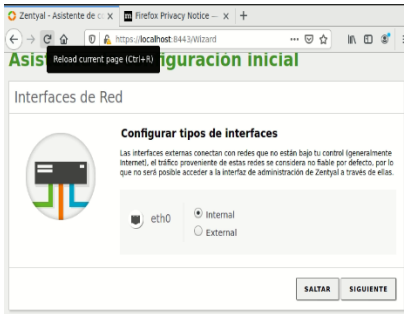 Zentyal - Asistente de co
Firefox Privacy Notice —
https://localhost:8443/Wizard
Reload current page (Ctrl+R)
Asis figuración inicial
Interfaces de Red
Configurar tipos de interfaces
Las interfaces externas conectan con redes que no están bajo tu control (generalmente
Internet), el tráfico proveniente de estas redes se considera no fiable por defecto, por lo
que no será posible acceder a la interfaz de administración de Zentyal a través de ellas.
eth0
Internal
External
SALTAR SIGUIENTE